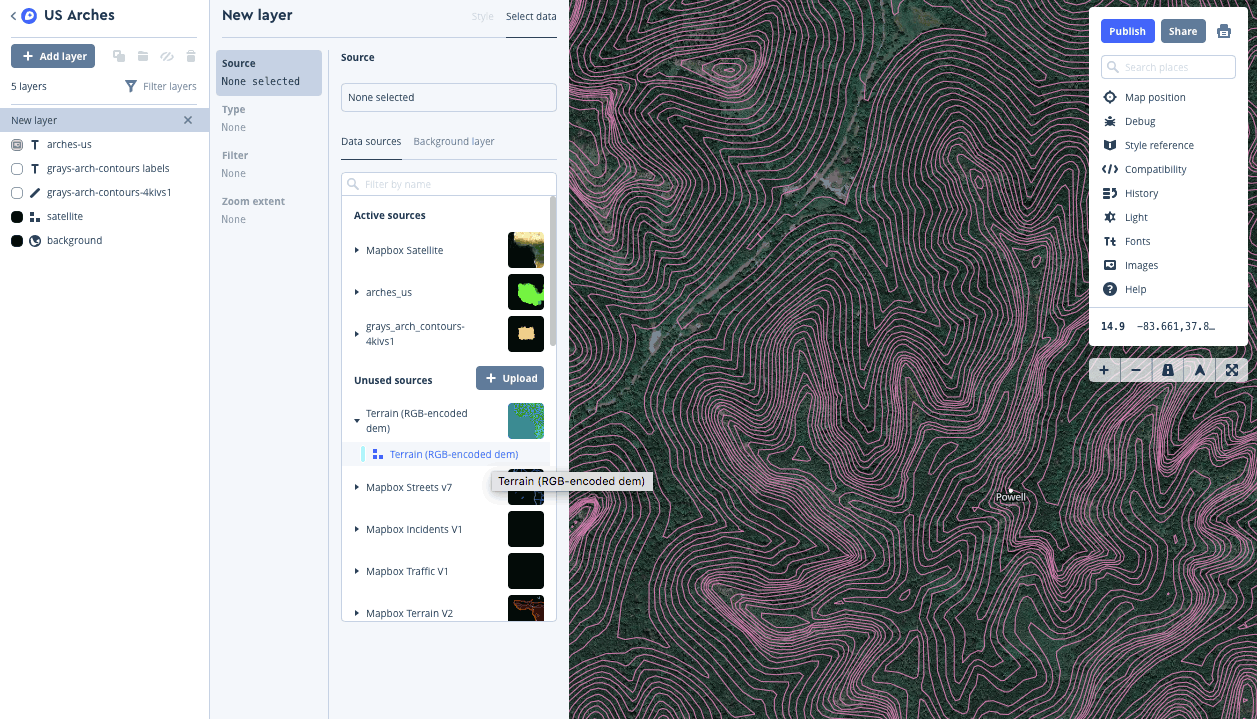 US Arches
Add layer
5 layers
Filter layers
New layer
arches-us
grays-arch-contours labels
grays-arch-contours-4kivs1
satellite
background
New layer
Style
Select data
Source
None selected
Type
None
Filter
None
Zoom extent
None
Source
None selected
Data sources
Background layer
Filter by name
Active sources
Mapbox Satellite
arches_us
grays_arch_contours-
4kivs1
Unused sources
Upload
Terrain (RGB-encoded
dem)
Terrain (RGB-encoded dem)
Terrain (RGB-encoded dem)
Mapbox Streets v7
Mapbox Incidents V1
Mapbox Traffic V1
Mapbox Terrain V2
Powell
Publish
Share
Search places
Map position
Debug
Style reference
Compatibility
History
Light
Fonts
Images
Help
14.9 -83.661,37.8…